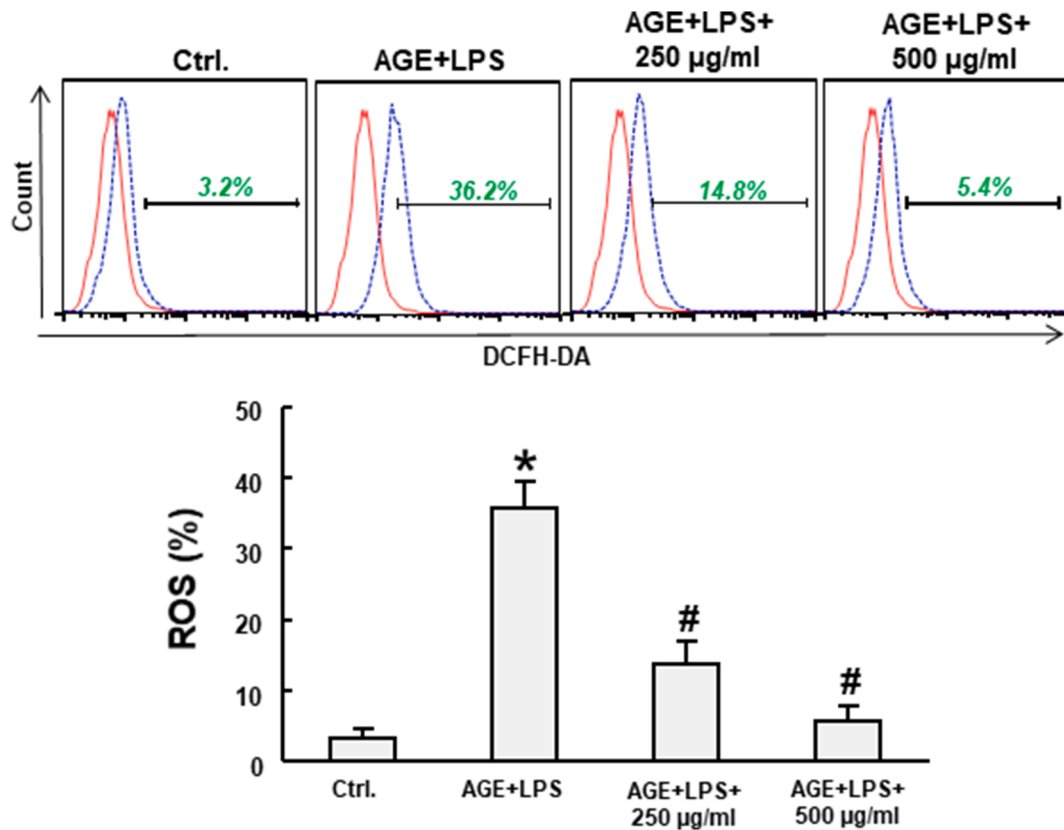 Ctrl.
AGE+LPS
AGE+LPS+
250 µg/ml
AGE+LPS+
500 µg/ml
Count
3.2%
36.2%
14.8%
5.4%
DCFH-DA
ROS (%)
50
40
30
20
10
0
*
#
#
Ctrl.
AGE+LPS
AGE+LPS+
250 µg/ml
AGE+LPS+
500 µg/ml